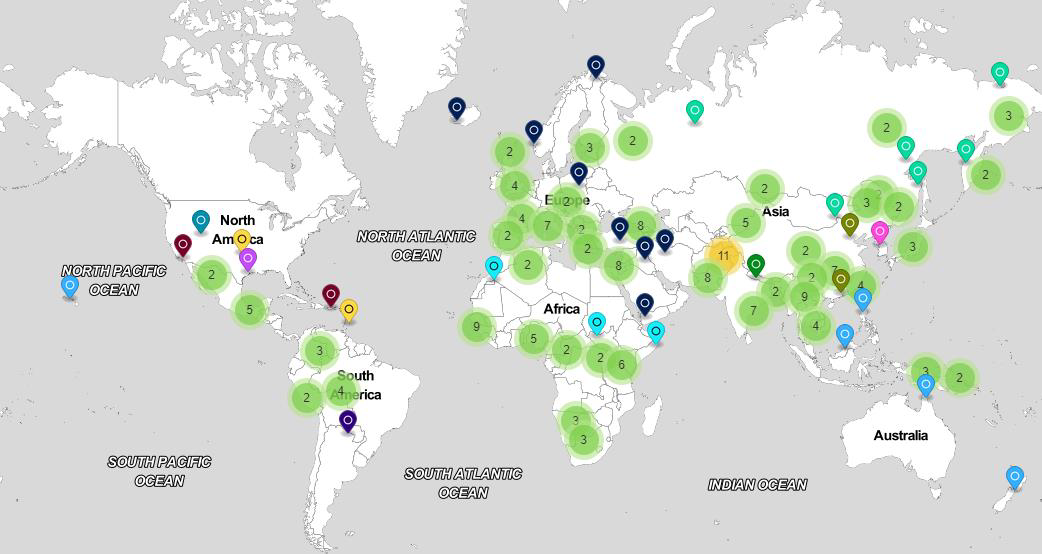 3
2
3
2
2
4
2
Europe
2
2
3
2
Asia
North
America
4
7
2
2
8
5
NORTH ATLANTIC
OCEAN
3
2
11
2
NORTH PACIFIC
OCEAN
2
2
8
8
2
7
2
9
4
5
Africa
7
9
4
5
2
2
6
3
South
America
4
2
3
2
3
3
Australia
SOUTH PACIFIC
OCEAN
SOUTH ATLANTIC
OCEAN
INDIAN OCEAN